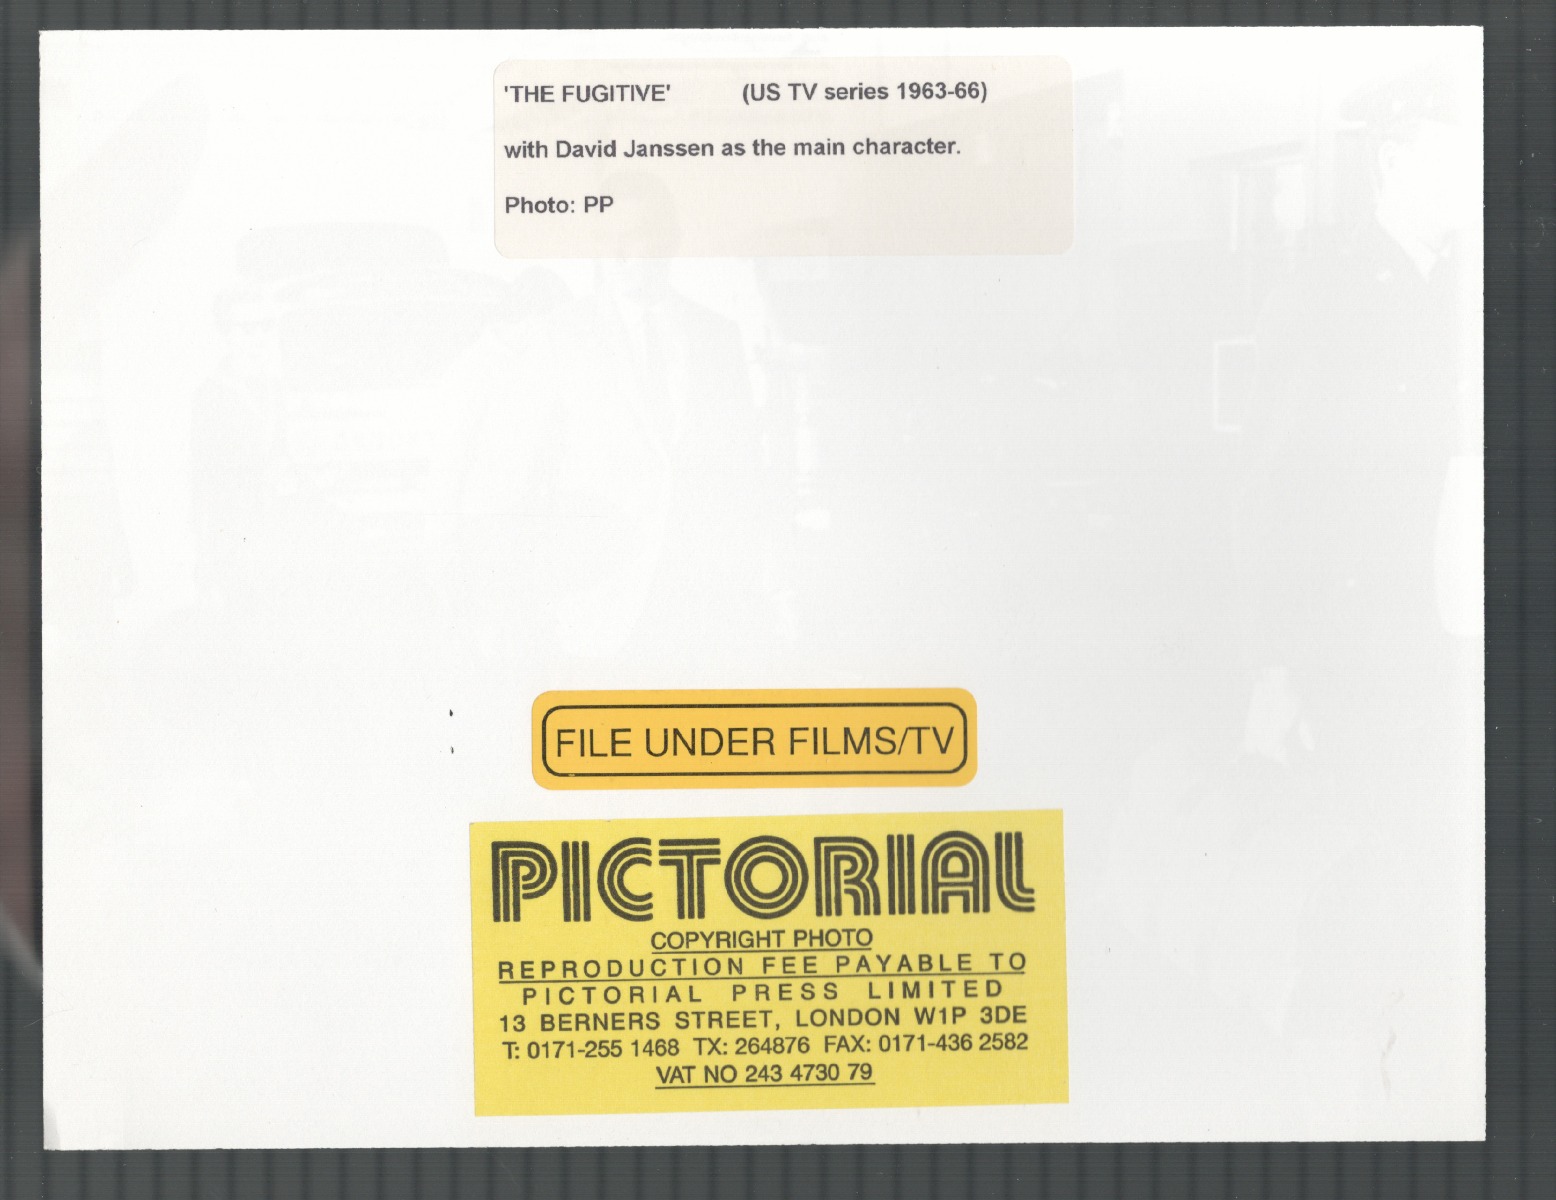 'THE FUGITIVE' (US TV series 1963-66)
with David Janssen as the main character.
Photo: PP
FILE UNDER FILMS/TV
PICTORIAL
COPYRIGHT PHOTO
REPRODUCTION FEE PAYABLE TO
PICTORIAL PRESS LIMITED
13 BERNERS STREET, LONDON W1P 3DE
T: 0171-255 1468 TX: 264876 FAX: 0171-436 2582
VAT NO 243 4730 79